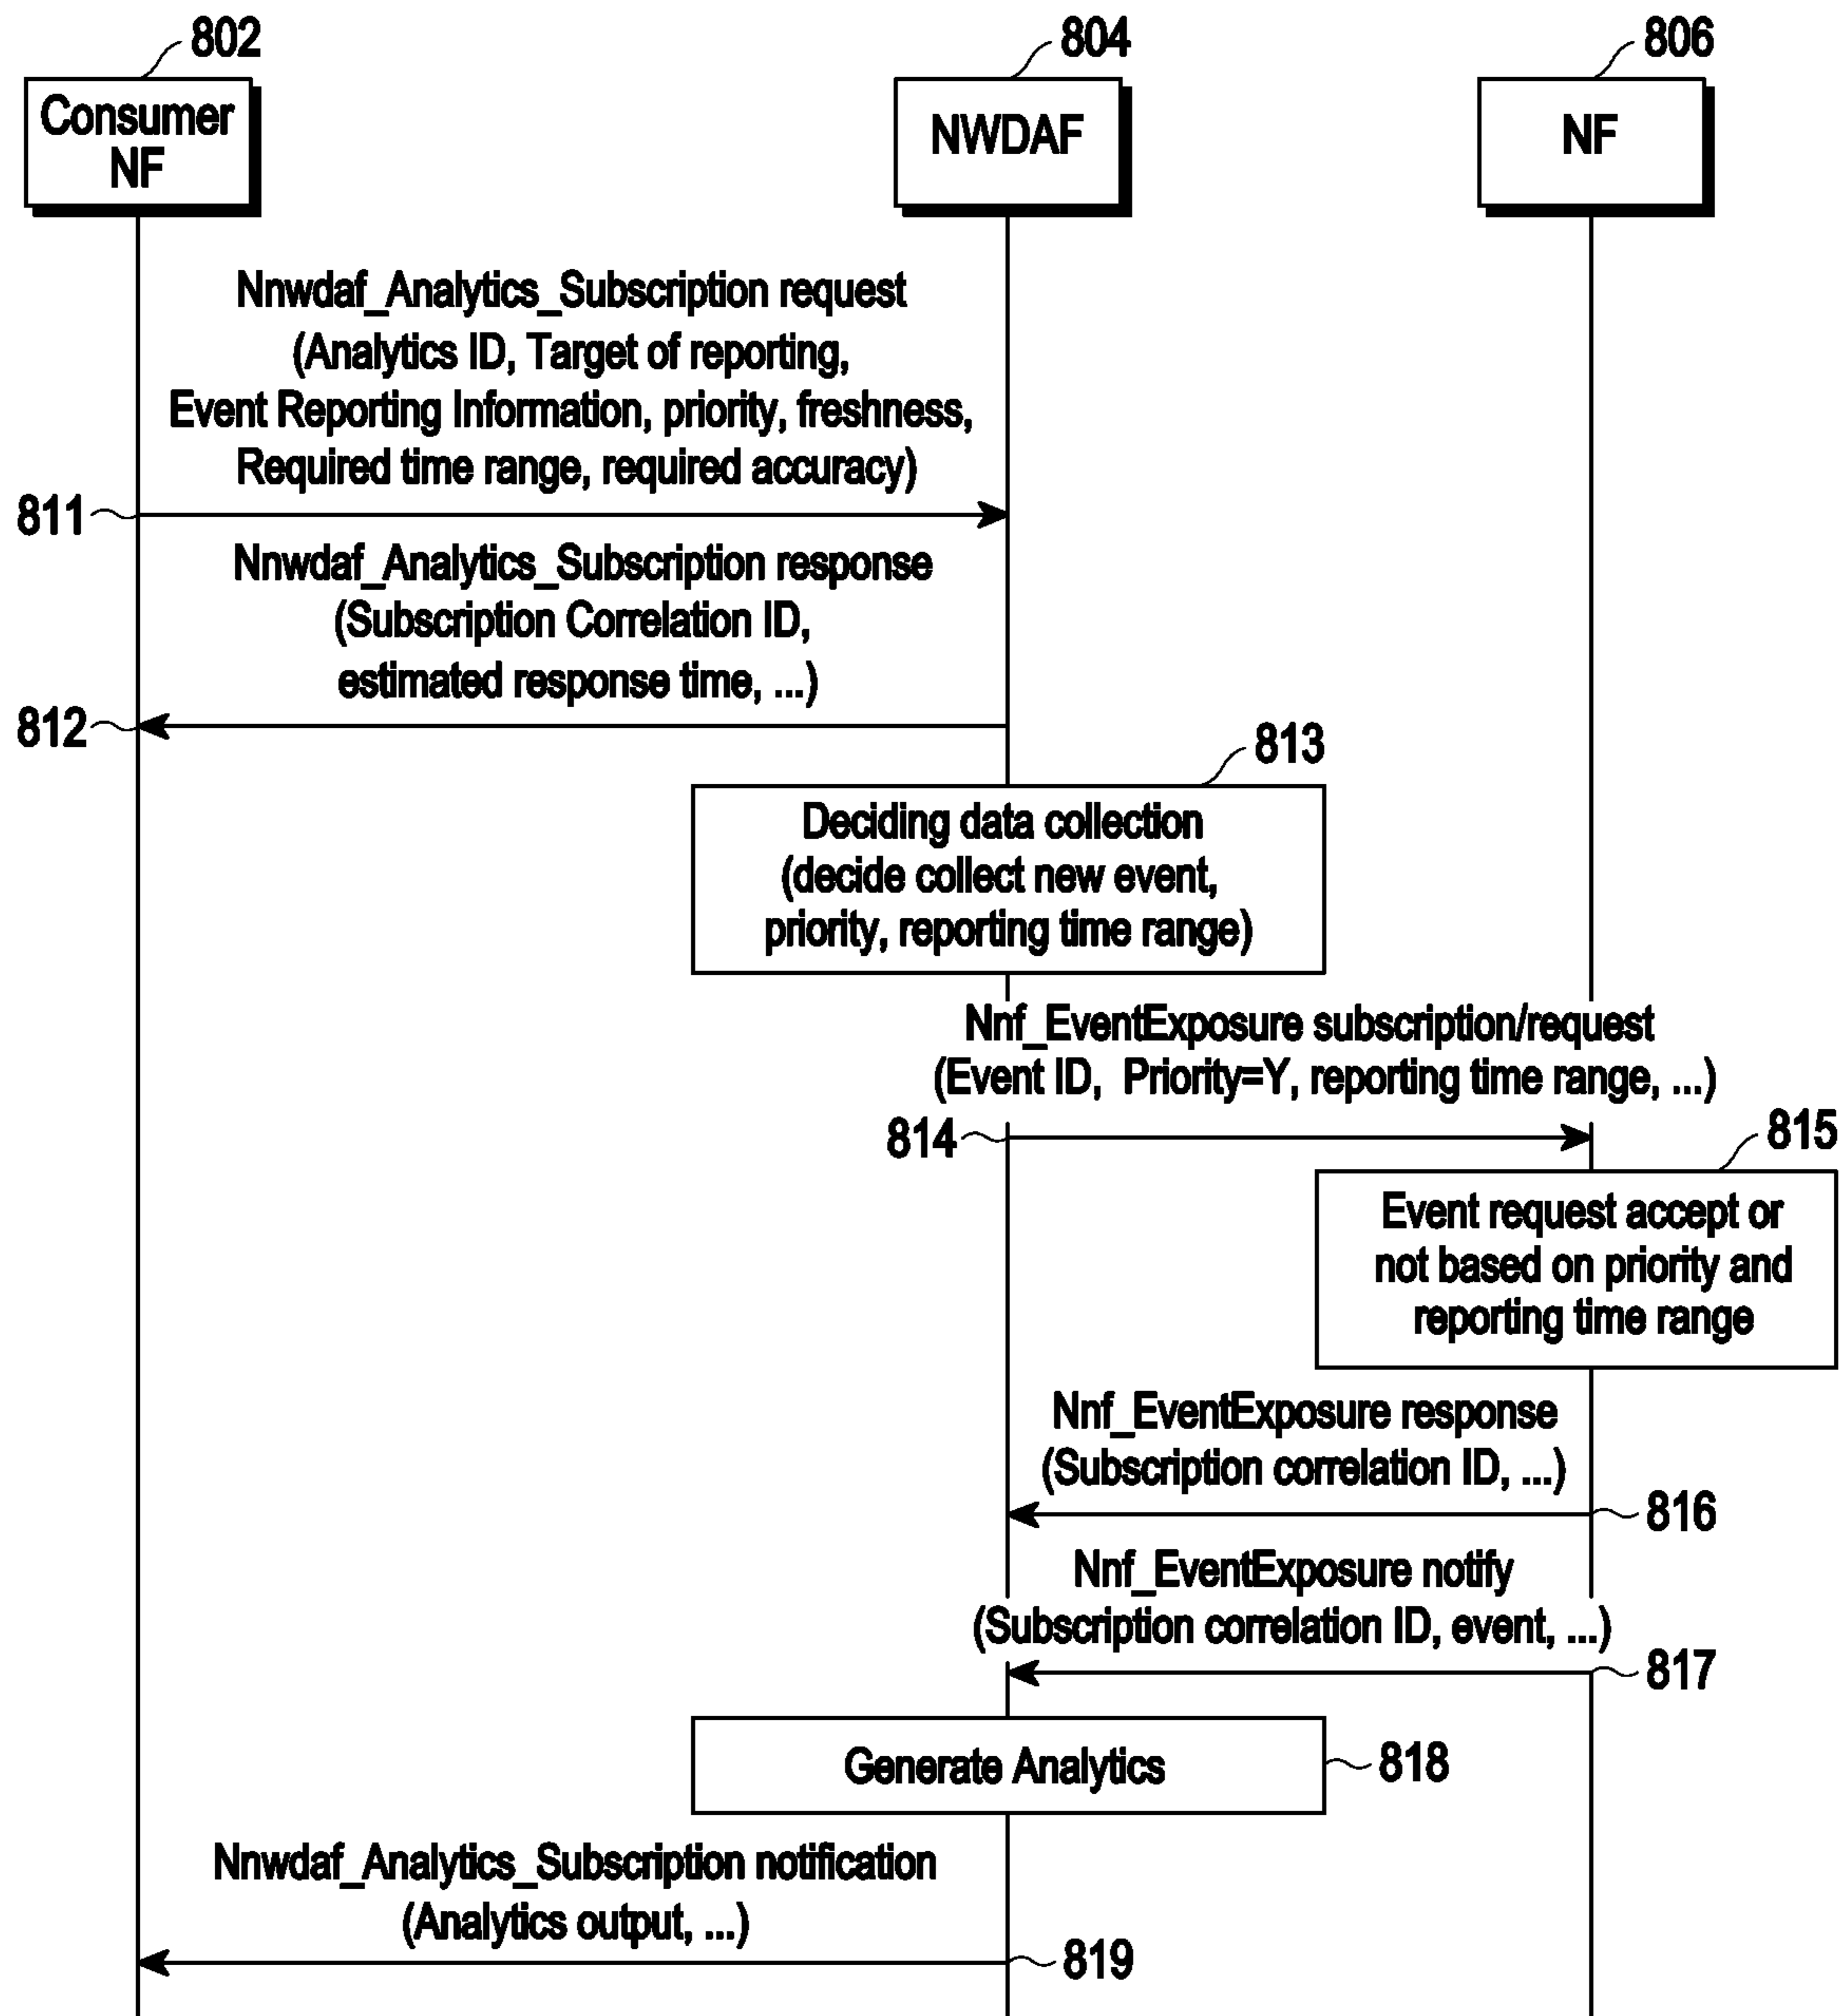 802
804
806
Consumer
NF
NWDAF
NF
Nnwdaf_Analytics_Subscription request
(Analytics ID, Target of reporting,
Event Reporting Information, priority, freshness,
Required time range, required accuracy)
811
Nnwdaf_Analytics_Subscription response
(Subscription Correlation ID,
estimated response time, ...)
812
813
Deciding data collection
(decide collect new event,
priority, reporting time range)
Nnf_EventExposure subscription/request
(Event ID, Priority=Y, reporting time range, ...)
814
815
Event request accept or
not based on priority and
reporting time range
Nnf_EventExposure response
(Subscription correlation ID, ...)
816
Nnf_EventExposure notify
(Subscription correlation ID, event, ...)
817
Generate Analytics
818
Nnwdaf_Analytics_Subscription notification
(Analytics output, ...)
819